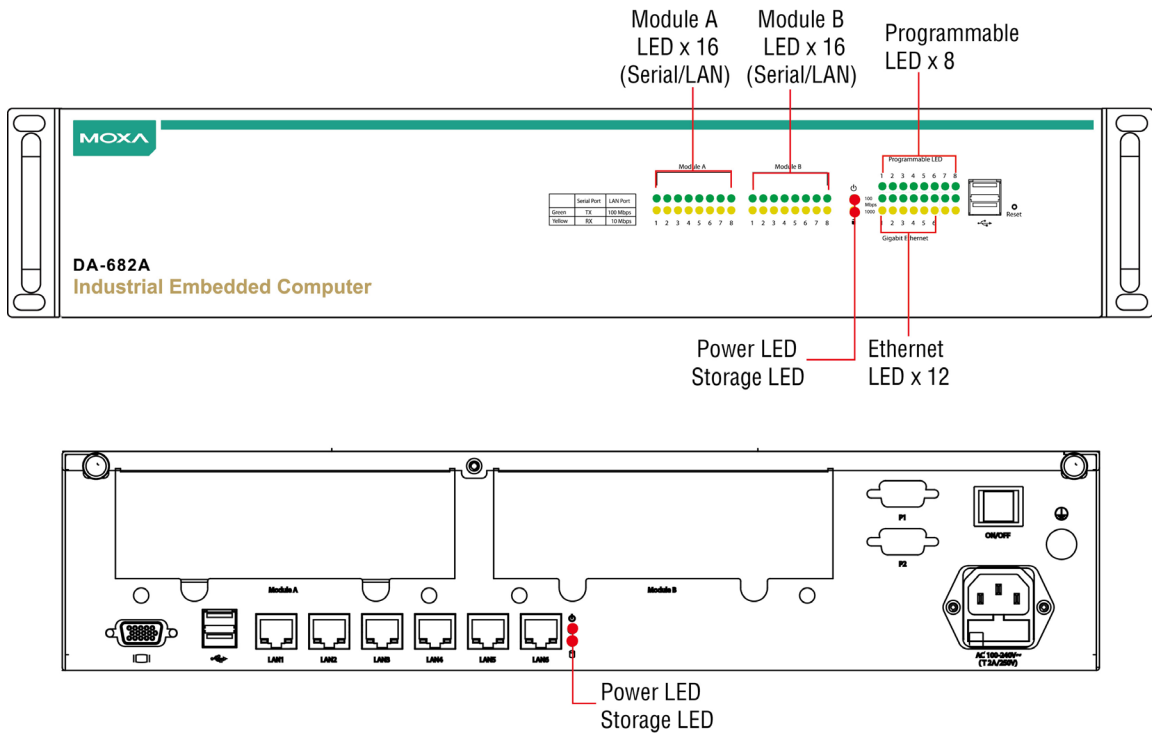 Module A
LED x 16
(Serial/LAN)
Module B
LED x 16
(Serial/LAN)
Programmable
LED x 8
MOXA
Module A
Module B
Programmable LED
1 2 3 4 5 6 7 8
Serial Port LAN Port
Green TX 100 Mbps
Yellow RX 10 Mbps
100
Mbps
1000
1 2 3 4 5 6 7 8
1 2 3 4 5 6 7 8
2 3 4 5 6
Gigabit Ethernet
Reset
DA-682A
Industrial Embedded Computer
Power LED
Storage LED
Ethernet
LED x 12
P1
ON/OFF
P2
Module A
Module B
LAN1
LAN2
LAN3
LAN4
LAN5
LAN6
AC 100-240V~
(T 2A/250V)
Power LED
Storage LED